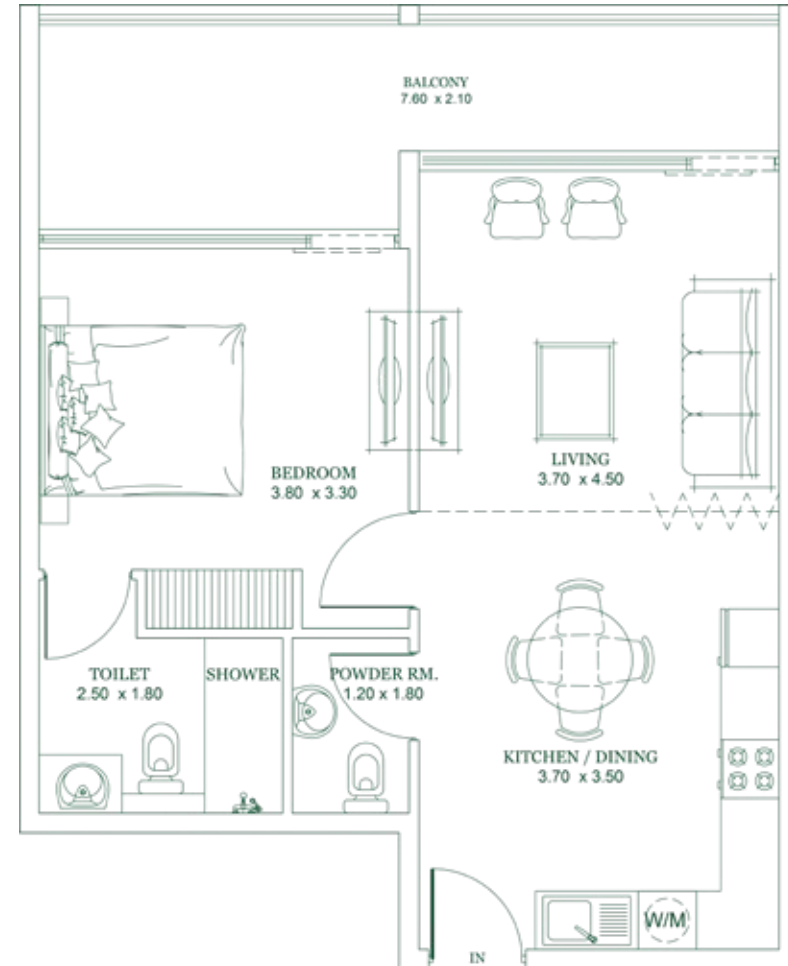 BALCONY
7.60 x 2.10
LIVING
3.70 x 4.50
BEDROOM
3.80 x 3.30
TOILET
2.50 x 1.80
SHOWER
POWDER RM.
1.20 x 1.80
KITCHEN / DINING
3.70 x 3.50
W/M
IN